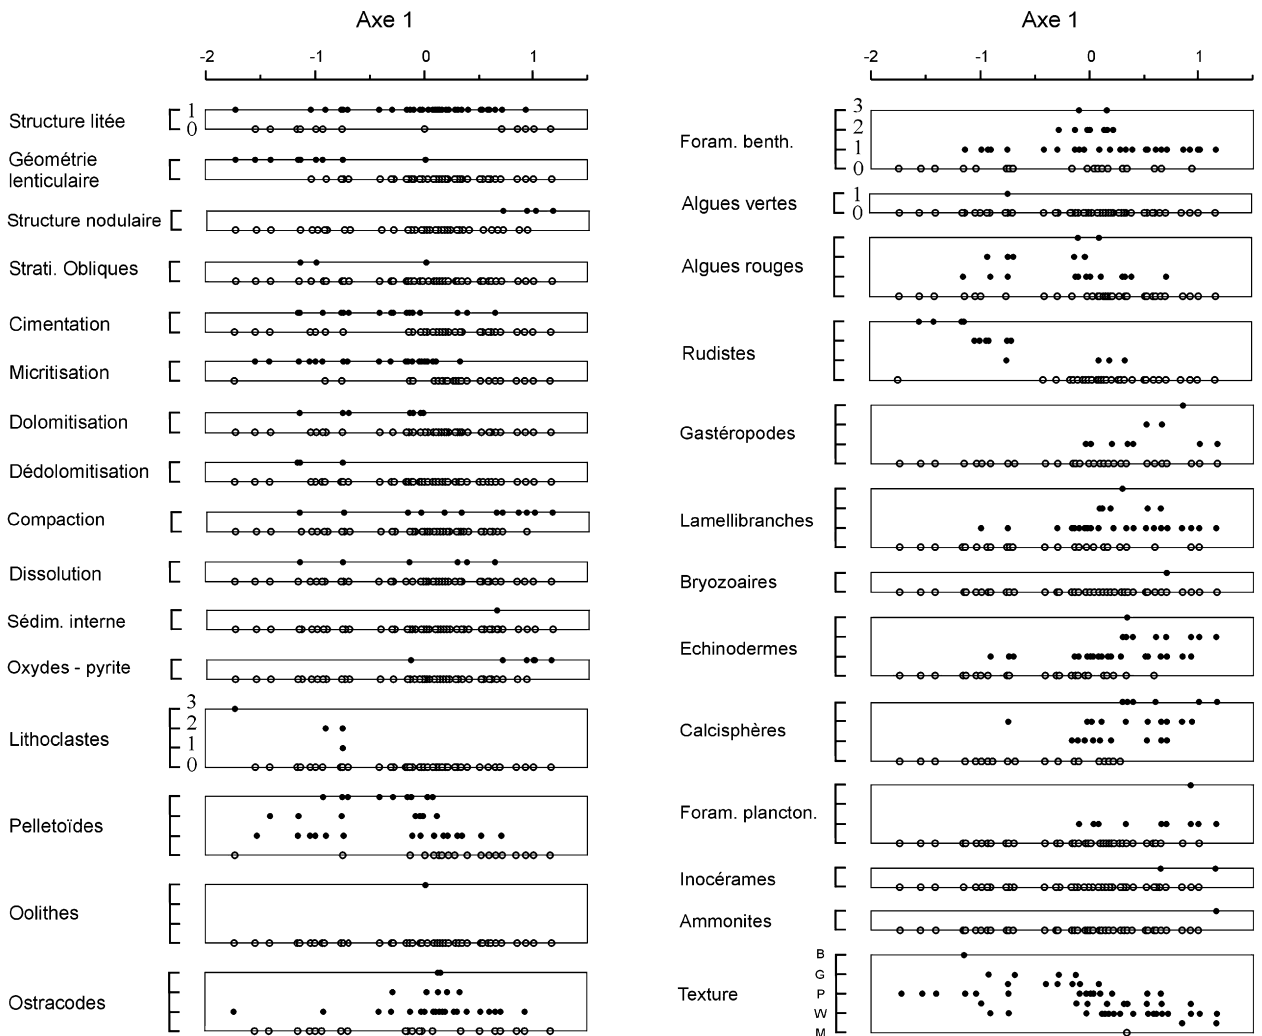 Axe 1
-2 -1 0 1
Structure litée
1
0
Géométrie
lenticulaire
Structure nodulaire
Strati. Obliques
Cimentation
Micritisation
Dolomitisation
Dédolomitisation
Compaction
Dissolution
Sédim. interne
Oxydes - pyrite
Lithoclastes
3
2
1
0
Pelletoïdes
Oolithes
Ostracodes
Axe 1
-2 -1 0 1
Foram. benth.
3
2
1
0
Algues vertes
1
0
Algues rouges
Rudistes
Gastéropodes
Lamellibranches
Bryozoaires
Echinodermes
Calcisphères
Foram. plancton.
Inocérames
Ammonites
Texture
B
G
P
W
M